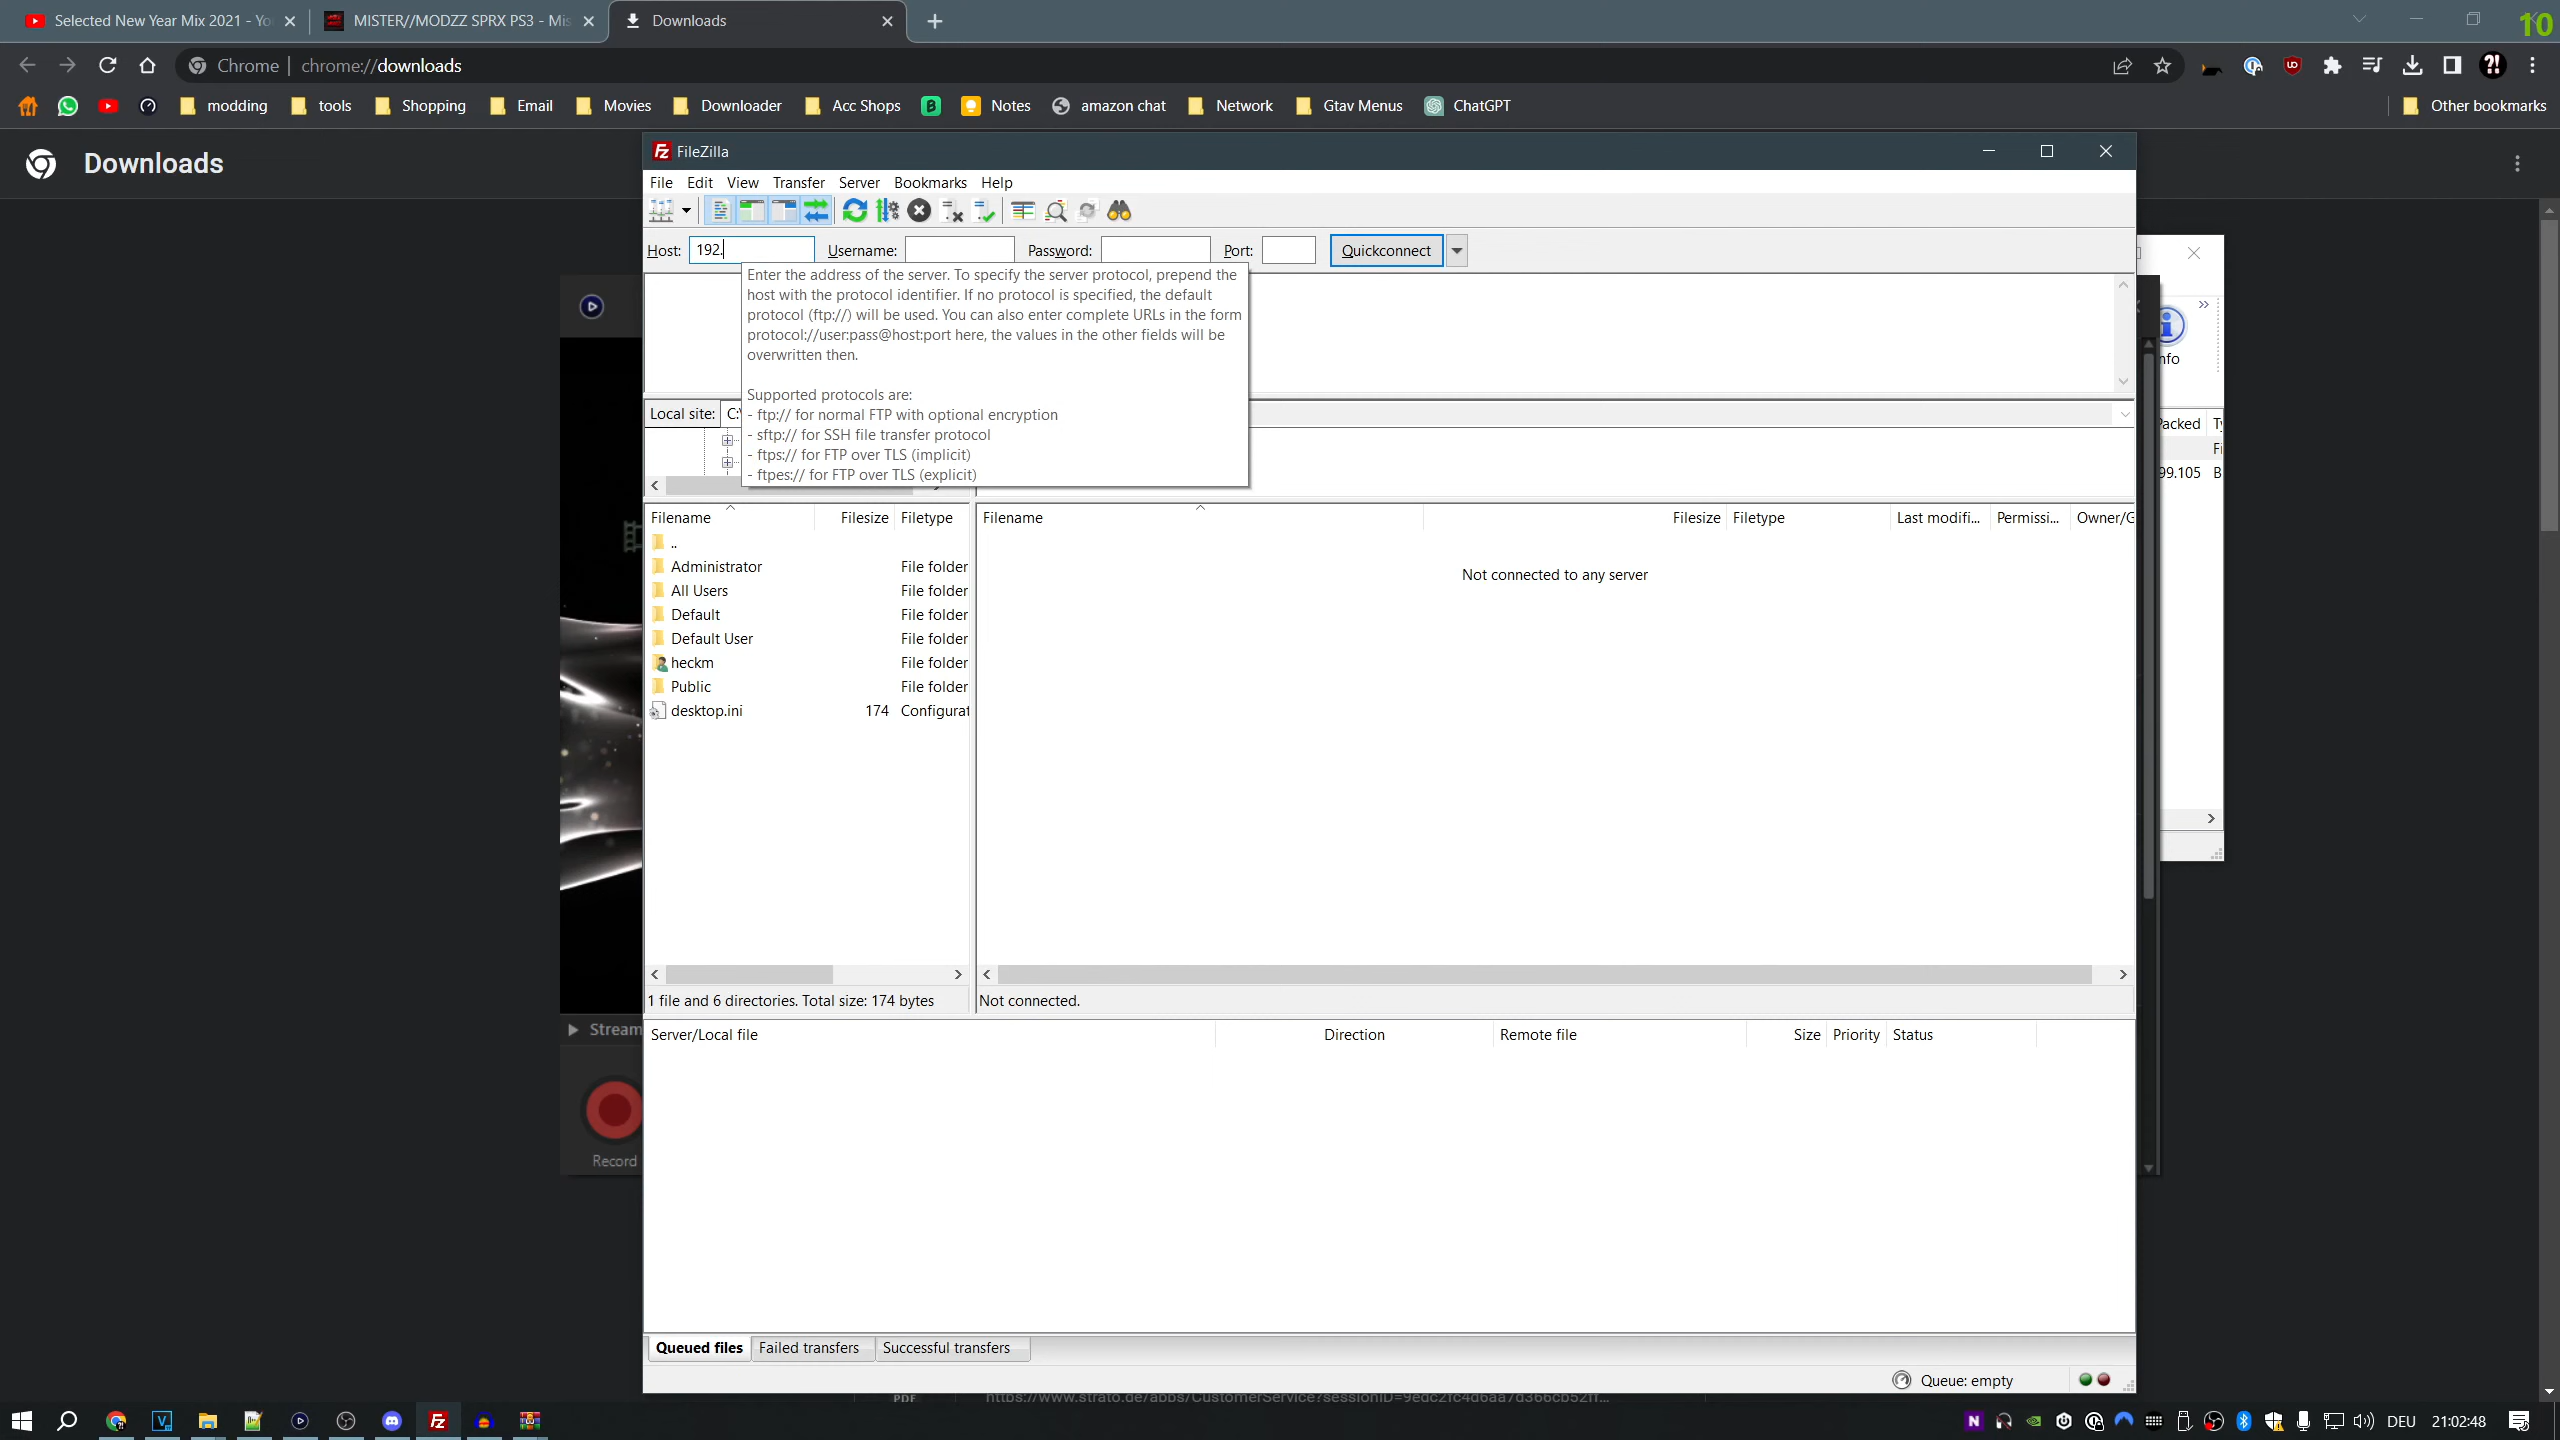 Selected New Year Mix 2021 - Yo
MISTER//MODZZ SPRX PS3 - Mis
Downloads
10
Chrome
chrome://downloads
modding
tools
Shopping
Email
Movies
Downloader
Acc Shops
Notes
amazon chat
Network
Gtav Menus
ChatGPT
Other bookmarks
Downloads
FileZilla
File Edit View Transfer Server Bookmarks Help
Host: 192.
Username:
Password:
Port:
Quickconnect
Enter the address of the server. To specify the server protocol, prepend the
host with the protocol identifier. If no protocol is specified, the default
protocol (ftp://) will be used. You can also enter complete URLs in the form
protocol://user:pass@host:port here, the values in the other fields will be
overwritten then.
Supported protocols are:
- ftp:// for normal FTP with optional encryption
- sftp:// for SSH file transfer protocol
- ftps:// for FTP over TLS (implicit)
- ftpes:// for FTP over TLS (explicit)
Local site: C:
nfo
Packed
99.105 B
Filename Filesize Filetype
..
Administrator File folder
All Users File folder
Default File folder
Default User File folder
heckm File folder
Public File folder
desktop.ini 174 Configurat
1 file and 6 directories. Total size: 174 bytes
Filename Filesize Filetype Last modifi... Permissi... Owner/G
Not connected to any server
Not connected.
Stream
Record
Server/Local file Direction Remote file Size Priority Status
Queued files Failed transfers Successful transfers
Queue: empty
PDF
DEU 21:02:48